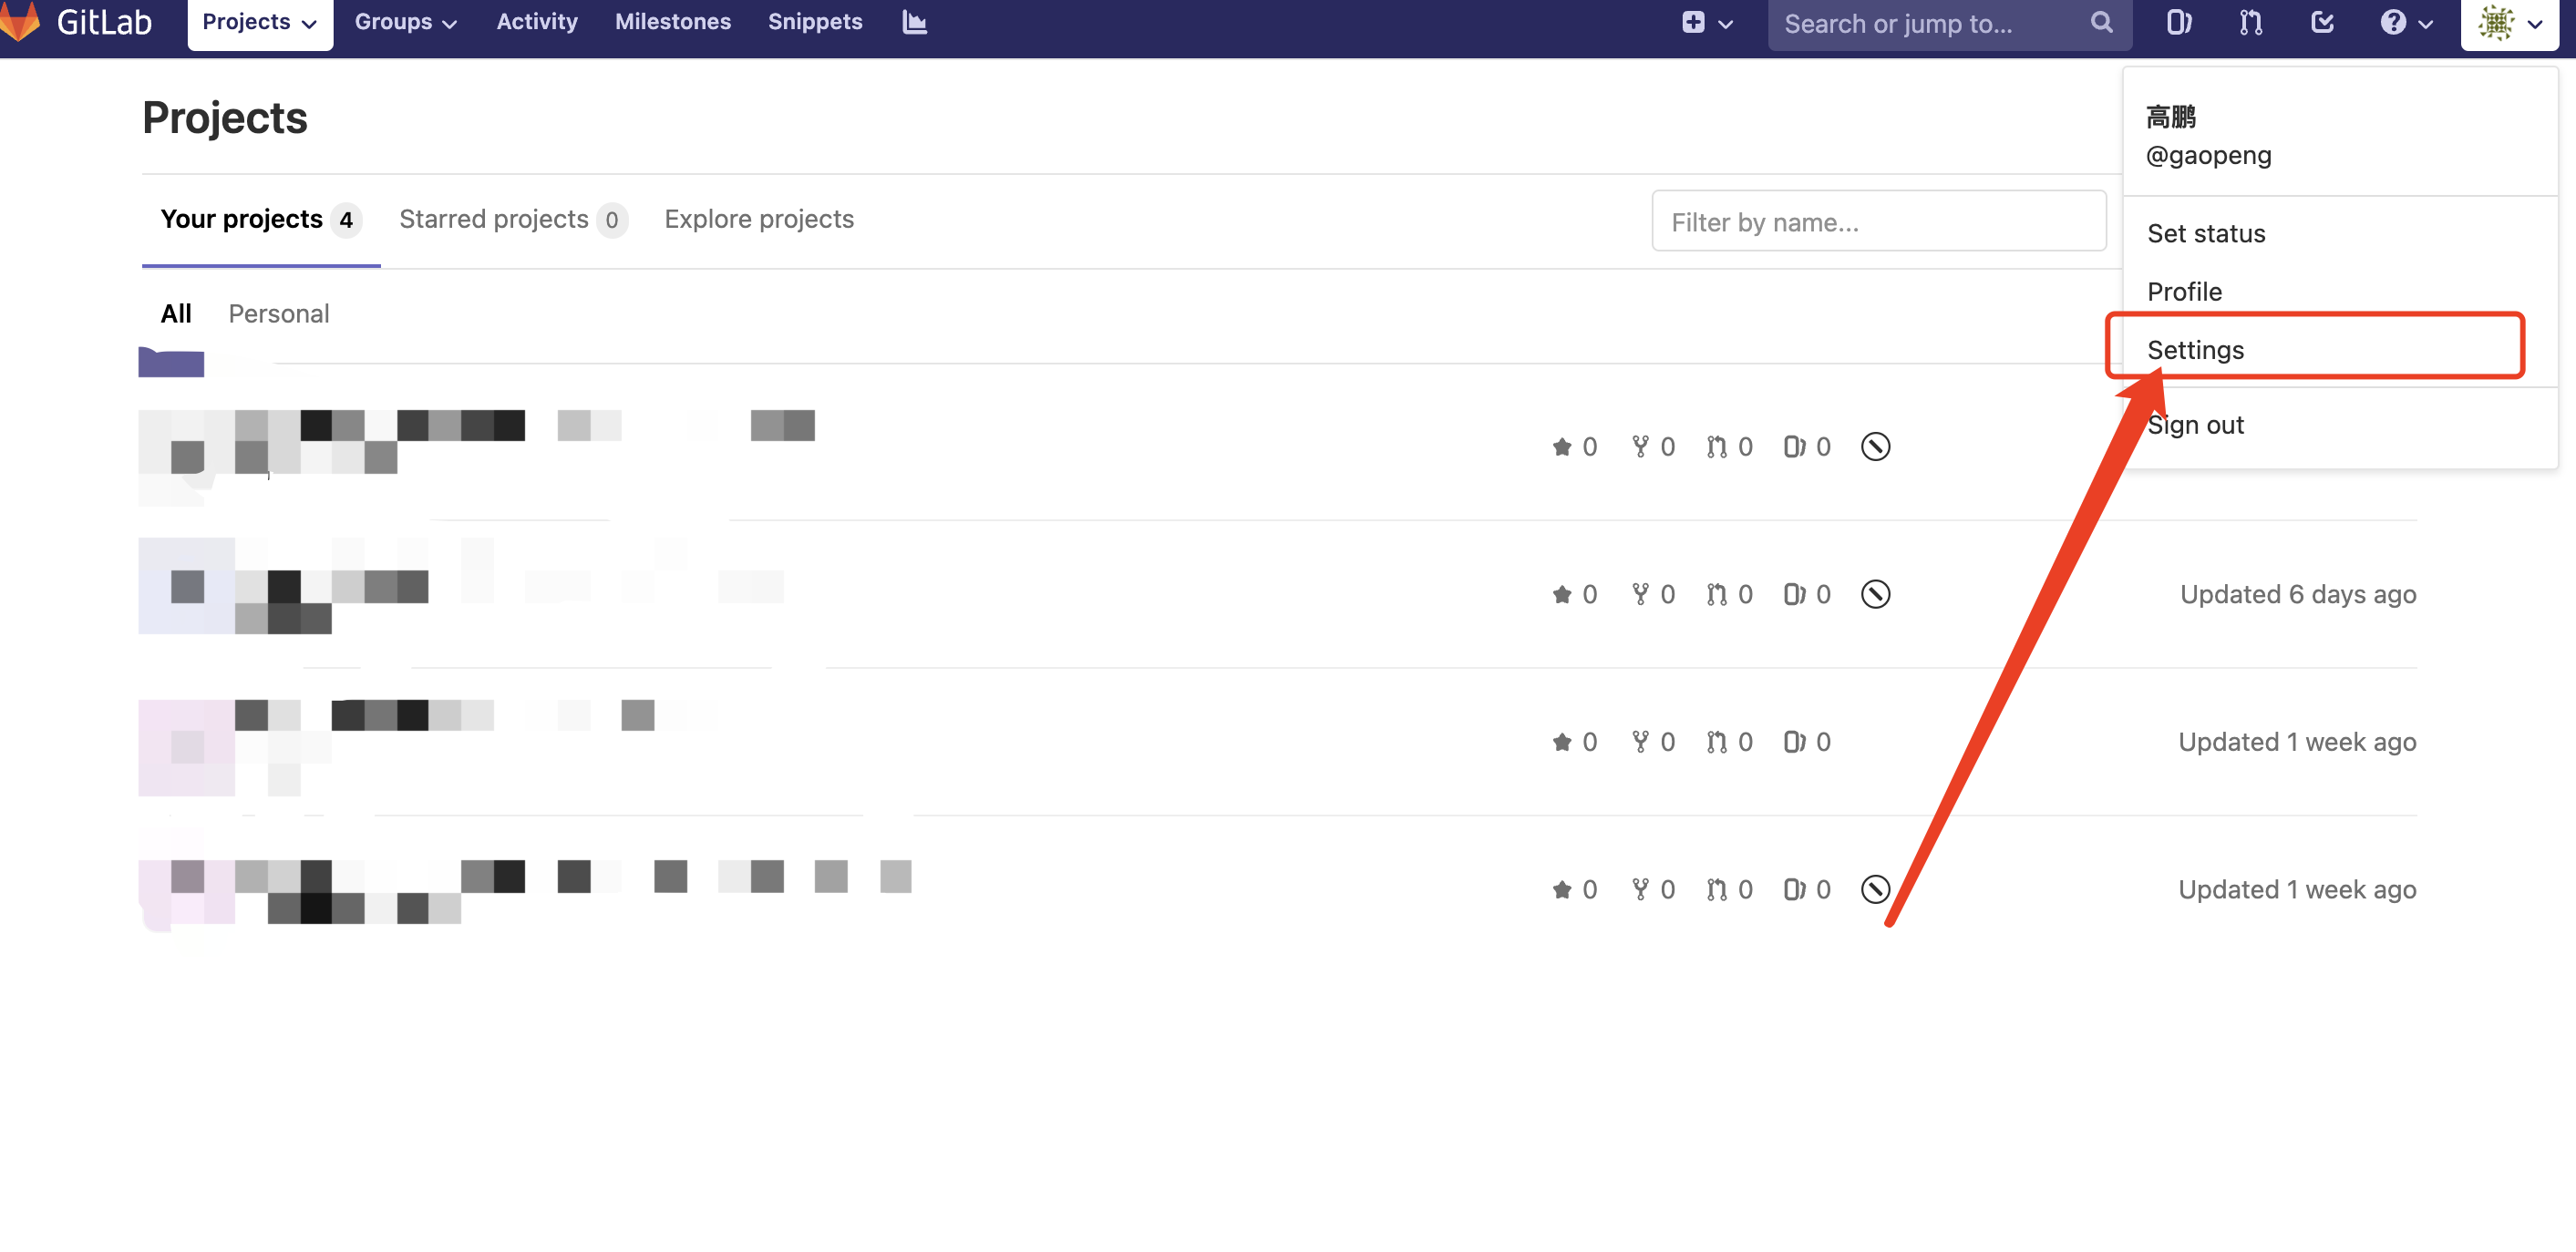 GitLab Projects Groups Activity Milestones Snippets Search or jump to...
Projects
高鹏
@gaopeng
Your projects 4 Starred projects 0 Explore projects Filter by name...
Set status
Profile
All Personal
Settings
Sign out
0 0 0 0
0 0 0 0 Updated 6 days ago
0 0 0 0 Updated 1 week ago
0 0 0 0 Updated 1 week ago